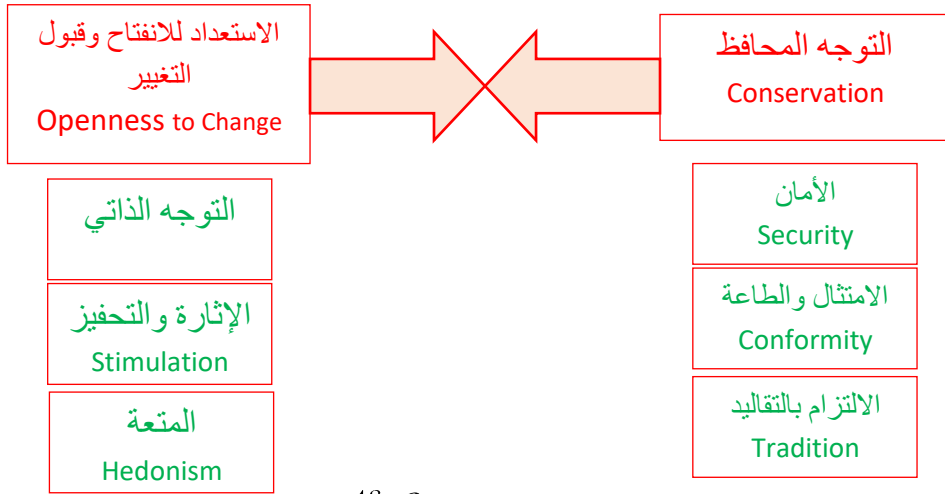 الاستعداد للانفتاح وقبول
التغيير
Openness to Change
التوجه المحافظ
Conservation
التوجه الذاتي
الإثارة والتحفيز
Stimulation
المتعة
Hedonism
الأمان
Security
الامتثال والطاعة
Conformity
الالتزام بالتقاليد
Tradition